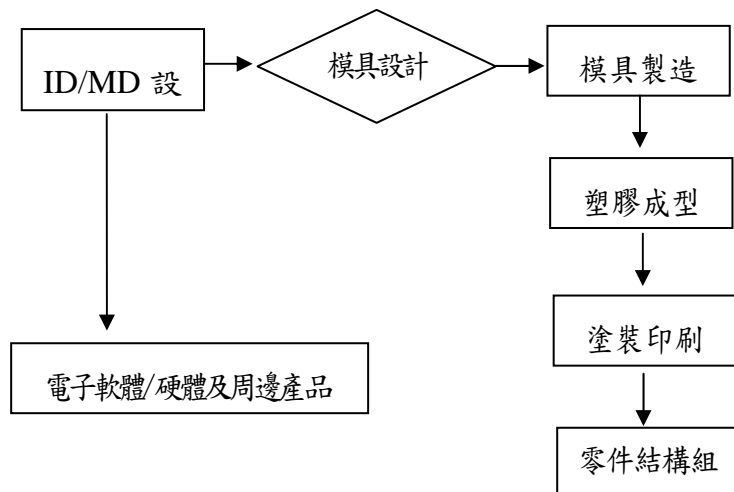 ID/MD 設
模具設計
模具製造
塑膠成型
塗裝印刷
電子軟體/硬體及周邊產品
零件結構組